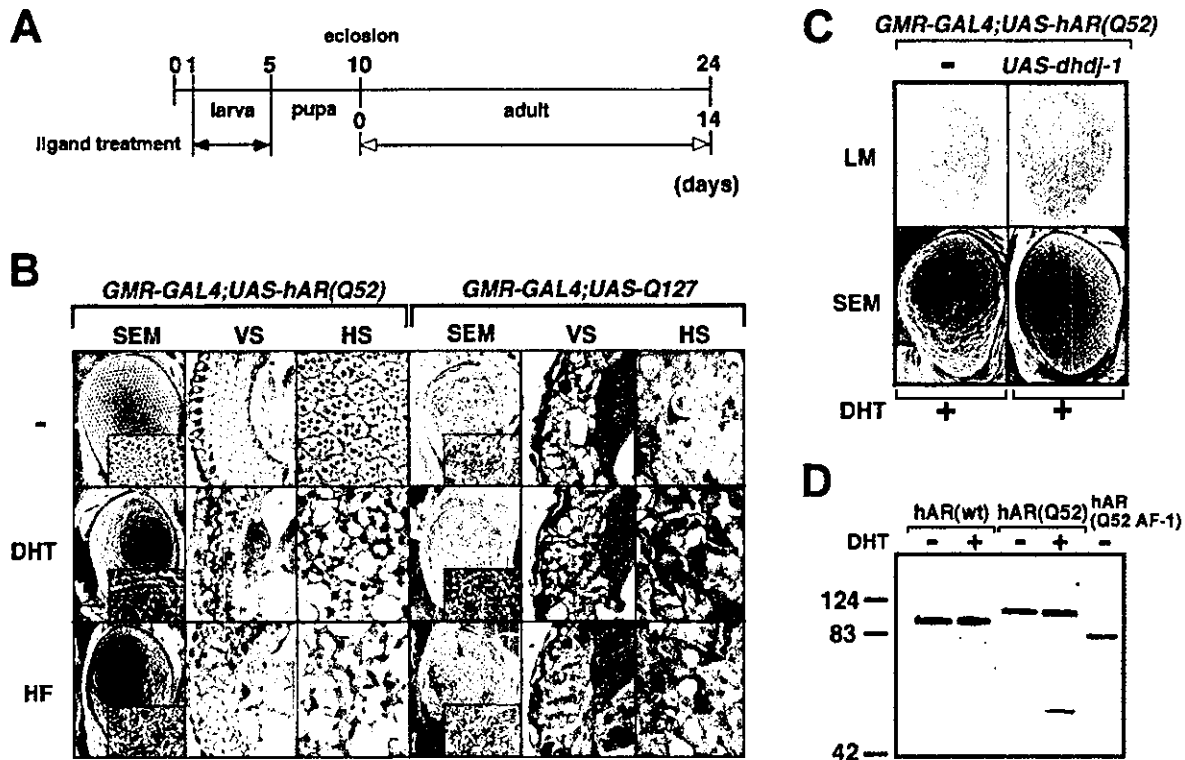 A
eclosion
0 1 5 10 24
larva pupa adult
0 14
ligand treatment
(days)
B
GMR-GAL4;UAS-hAR(Q52) GMR-GAL4;UAS-Q127
SEM VS HS SEM VS HS
-
DHT
HF
C
GMR-GAL4;UAS-hAR(Q52)
- UAS-dhdj-1
LM
SEM
DHT + +
D
hAR(wt) hAR(Q52) hAR
(Q52 AF-1)
DHT - + - + -
124
83
42